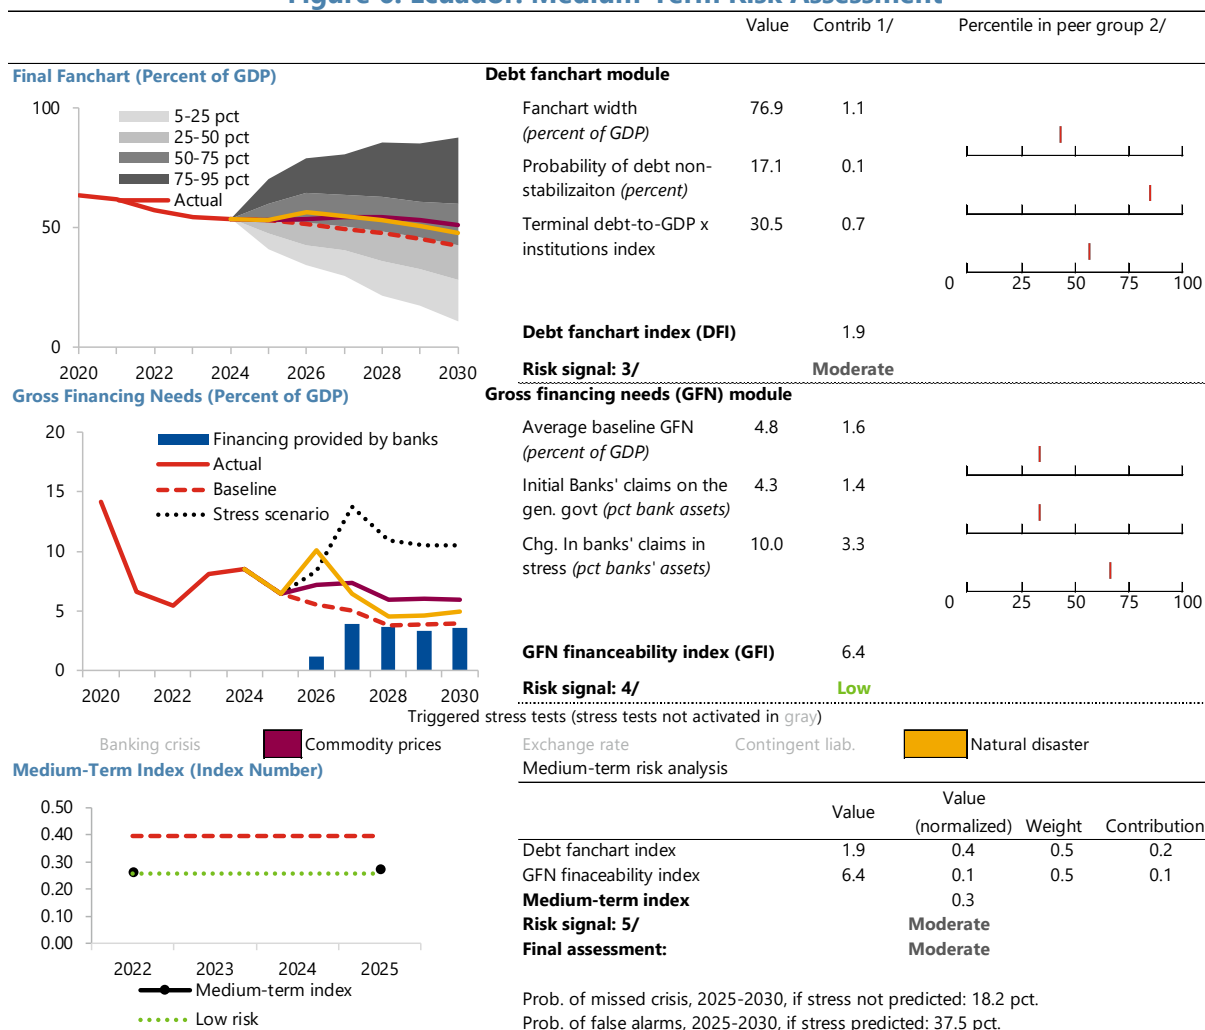 Figure 6. Ecuador: Medium-Term Risk Assessment
Value Contrib 1/ Percentile in peer group 2/
Final Fanchart (Percent of GDP)
100
50
0
5-25 pct
25-50 pct
50-75 pct
75-95 pct
Actual
2020 2022 2024 2026 2028 2030
Debt fanchart module
Fanchart width 76.9 1.1
(percent of GDP)
Probability of debt non- 17.1 0.1
stabilizaiton (percent)
Terminal debt-to-GDP x 30.5 0.7
institutions index
0 25 50 75 100
Debt fanchart index (DFI) 1.9
Risk signal: 3/ Moderate
Gross Financing Needs (Percent of GDP)
20
15
10
5
0
Financing provided by banks
Actual
Baseline
Stress scenario
2020 2022 2024 2026 2028 2030
Gross financing needs (GFN) module
Average baseline GFN 4.8 1.6
(percent of GDP)
Initial Banks' claims on the 4.3 1.4
gen. govt (pct bank assets)
Chg. In banks' claims in 10.0 3.3
stress (pct banks' assets)
0 25 50 75 100
GFN financeability index (GFI) 6.4
Risk signal: 4/ Low
Triggered stress tests (stress tests not activated in gray)
Banking crisis Commodity prices Exchange rate Contingent liab. Natural disaster
Medium-Term Index (Index Number)
0.50
0.40
0.30
0.20
0.10
0.00
2022 2023 2024 2025
Medium-term index
Low risk
Medium-term risk analysis
Value Value
(normalized) Weight Contribution
Debt fanchart index 1.9 0.4 0.5 0.2
GFN finaceability index 6.4 0.1 0.5 0.1
Medium-term index 0.3
Risk signal: 5/ Moderate
Final assessment: Moderate
Prob. of missed crisis, 2025-2030, if stress not predicted: 18.2 pct.
Prob. of false alarms, 2025-2030, if stress predicted: 37.5 pct.